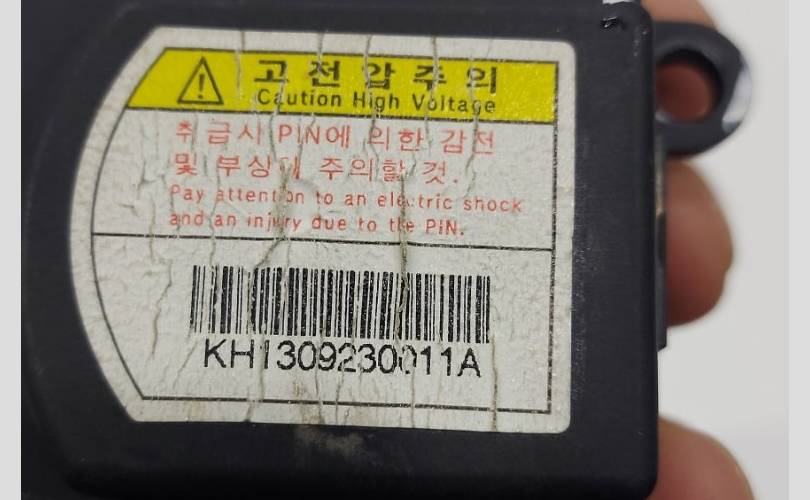 고전압주의
Caution High Voltage
취급시 PIN에 의한 감전
및 부상에 주의할 것.
Pay attention to an electric shock
and an injury due to the PIN.
KH1309230011A